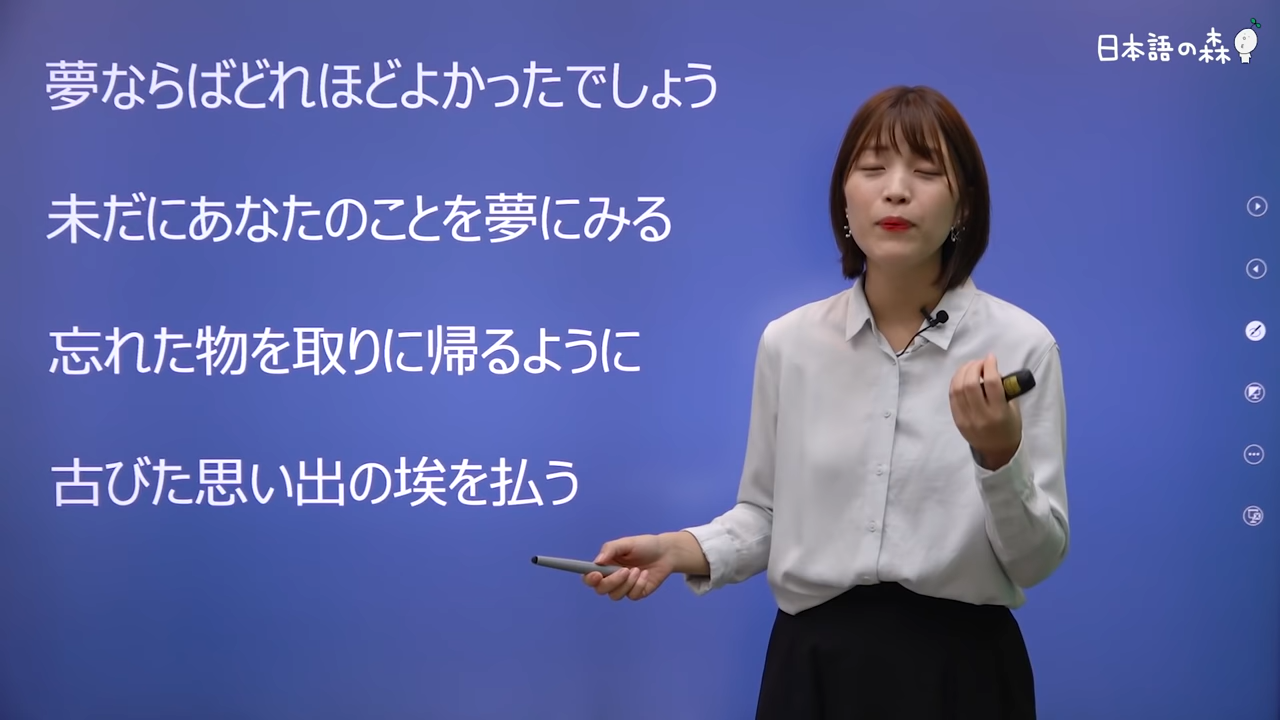 日本語の森
夢ならばどれほどよかったでしょう
未だにあなたのことを夢にみる
忘れた物を取りに帰るように
古びた思い出の埃を払う